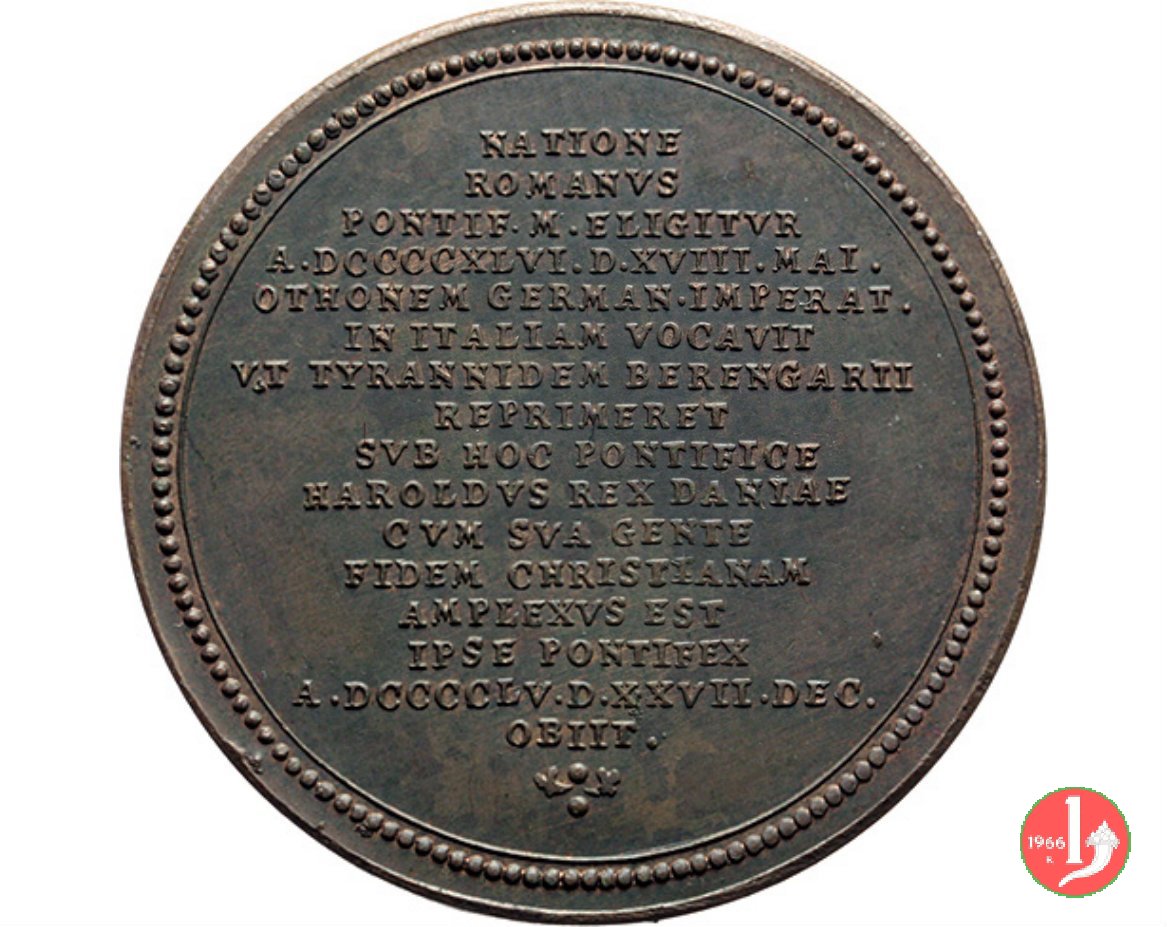 NATIONE
ROMANVS
PONTIF. M. ELIGITVR
A. DCCCCXLVI. D. XVIII. MAI.
OTHONEM GERMAN. IMPERAT.
IN ITALIAM VOCAVIT
VT TYRANNIDEM BERENGARII
REPRIMERET
SVB HOC PONTIFICE
HAROLDVS REX DANIAE
CVM SVA GENTE
FIDEM CHRISTIANAM
AMPLEXVS EST
IPSE PONTIFEX
A. DCCCCLV. D. XXVII. DEC.
OBIIT.
1966